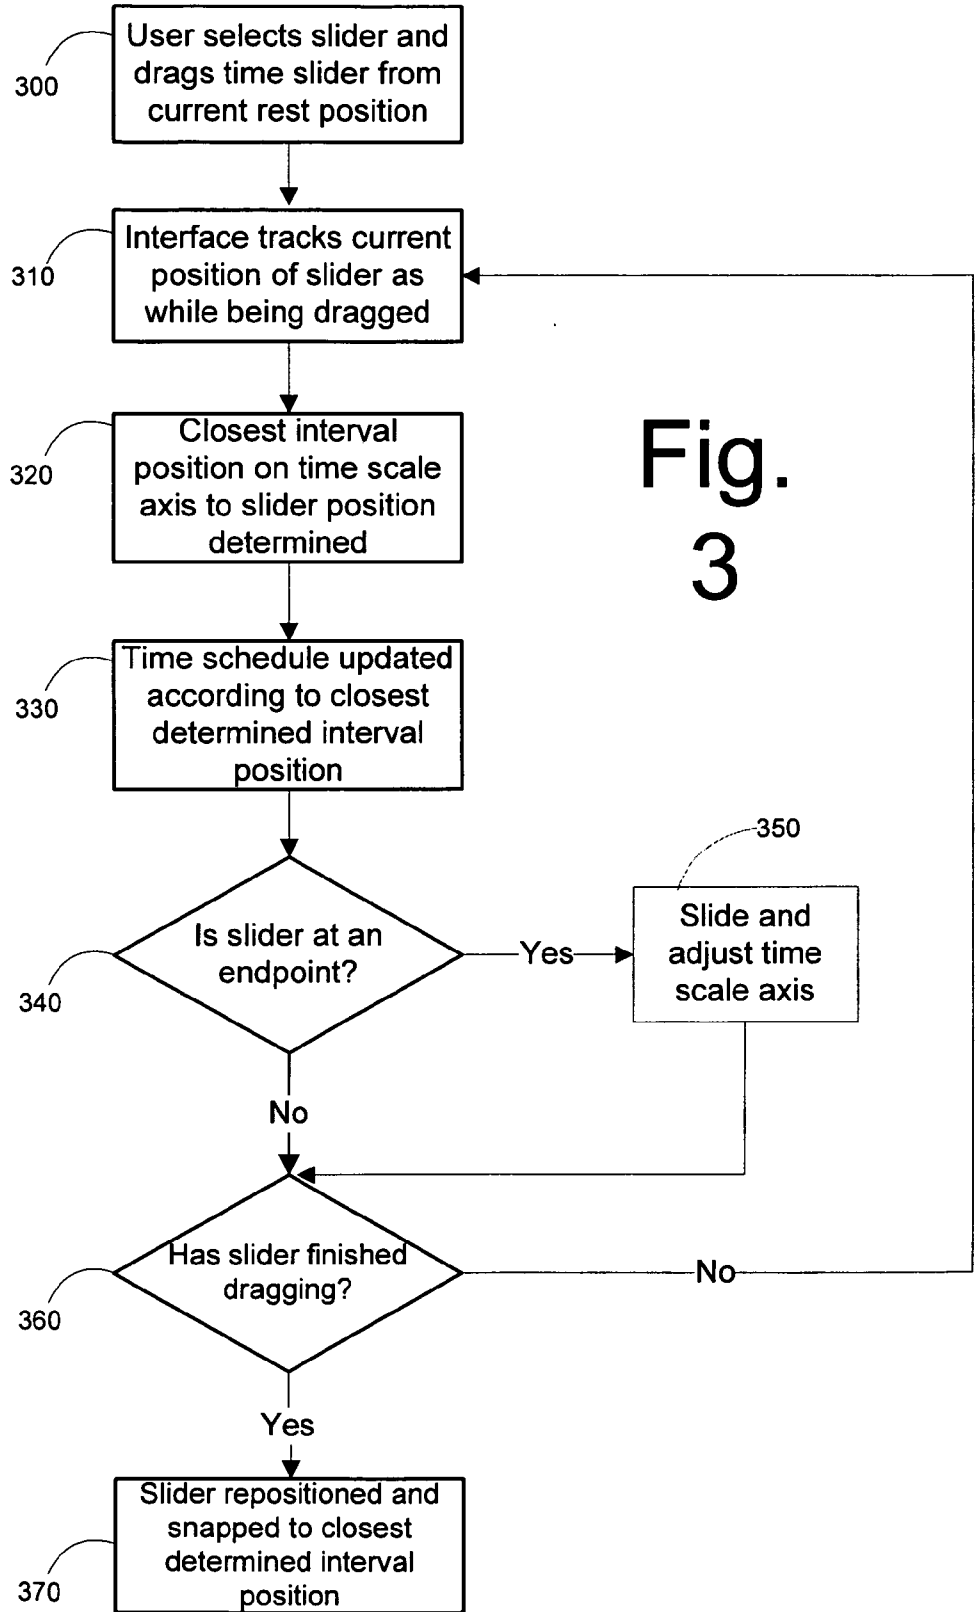 User selects slider and
drags time slider from
current rest position
300
Interface tracks current
position of slider as
while being dragged
310
Closest interval
position on time scale
axis to slider position
determined
320
Fig.
3
Time schedule updated
according to closest
determined interval
position
330
350
Slide and
adjust time
scale axis
Is slider at an
endpoint?
Yes
340
No
Has slider finished
dragging?
No
360
Yes
Slider repositioned and
snapped to closest
determined interval
position
370